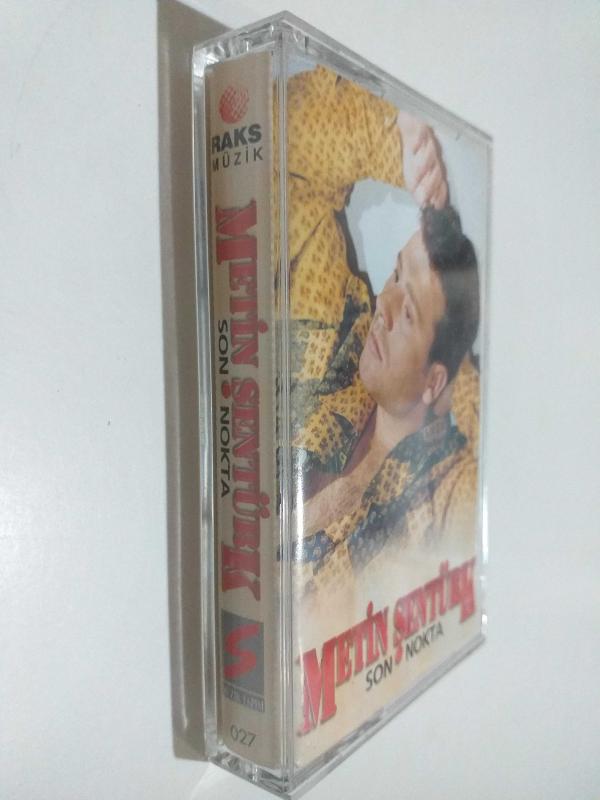 RAKS
MÜZİK
METİN ŞENTÜRK
SON NOKTA
027
METİN ŞENTÜRK
SON NOKTA